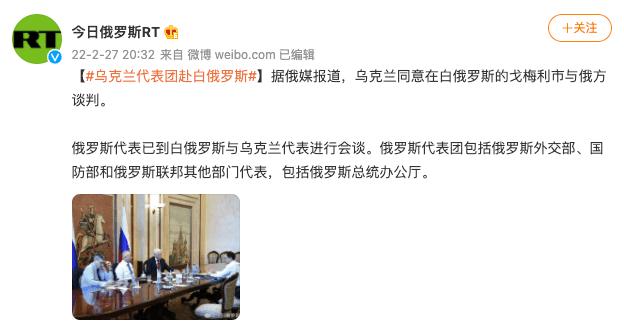 RT
今日俄罗斯RT
+关注
22-2-27 20:32 来自 微博 weibo.com 已编辑
【#乌克兰代表团赴白俄罗斯#】据俄媒报道，乌克兰同意在白俄罗斯的戈梅利市与俄方
谈判。
俄罗斯代表已到白俄罗斯与乌克兰代表进行会谈。俄罗斯代表团包括俄罗斯外交部、国
防部和俄罗斯联邦其他部门代表，包括俄罗斯总统办公厅。